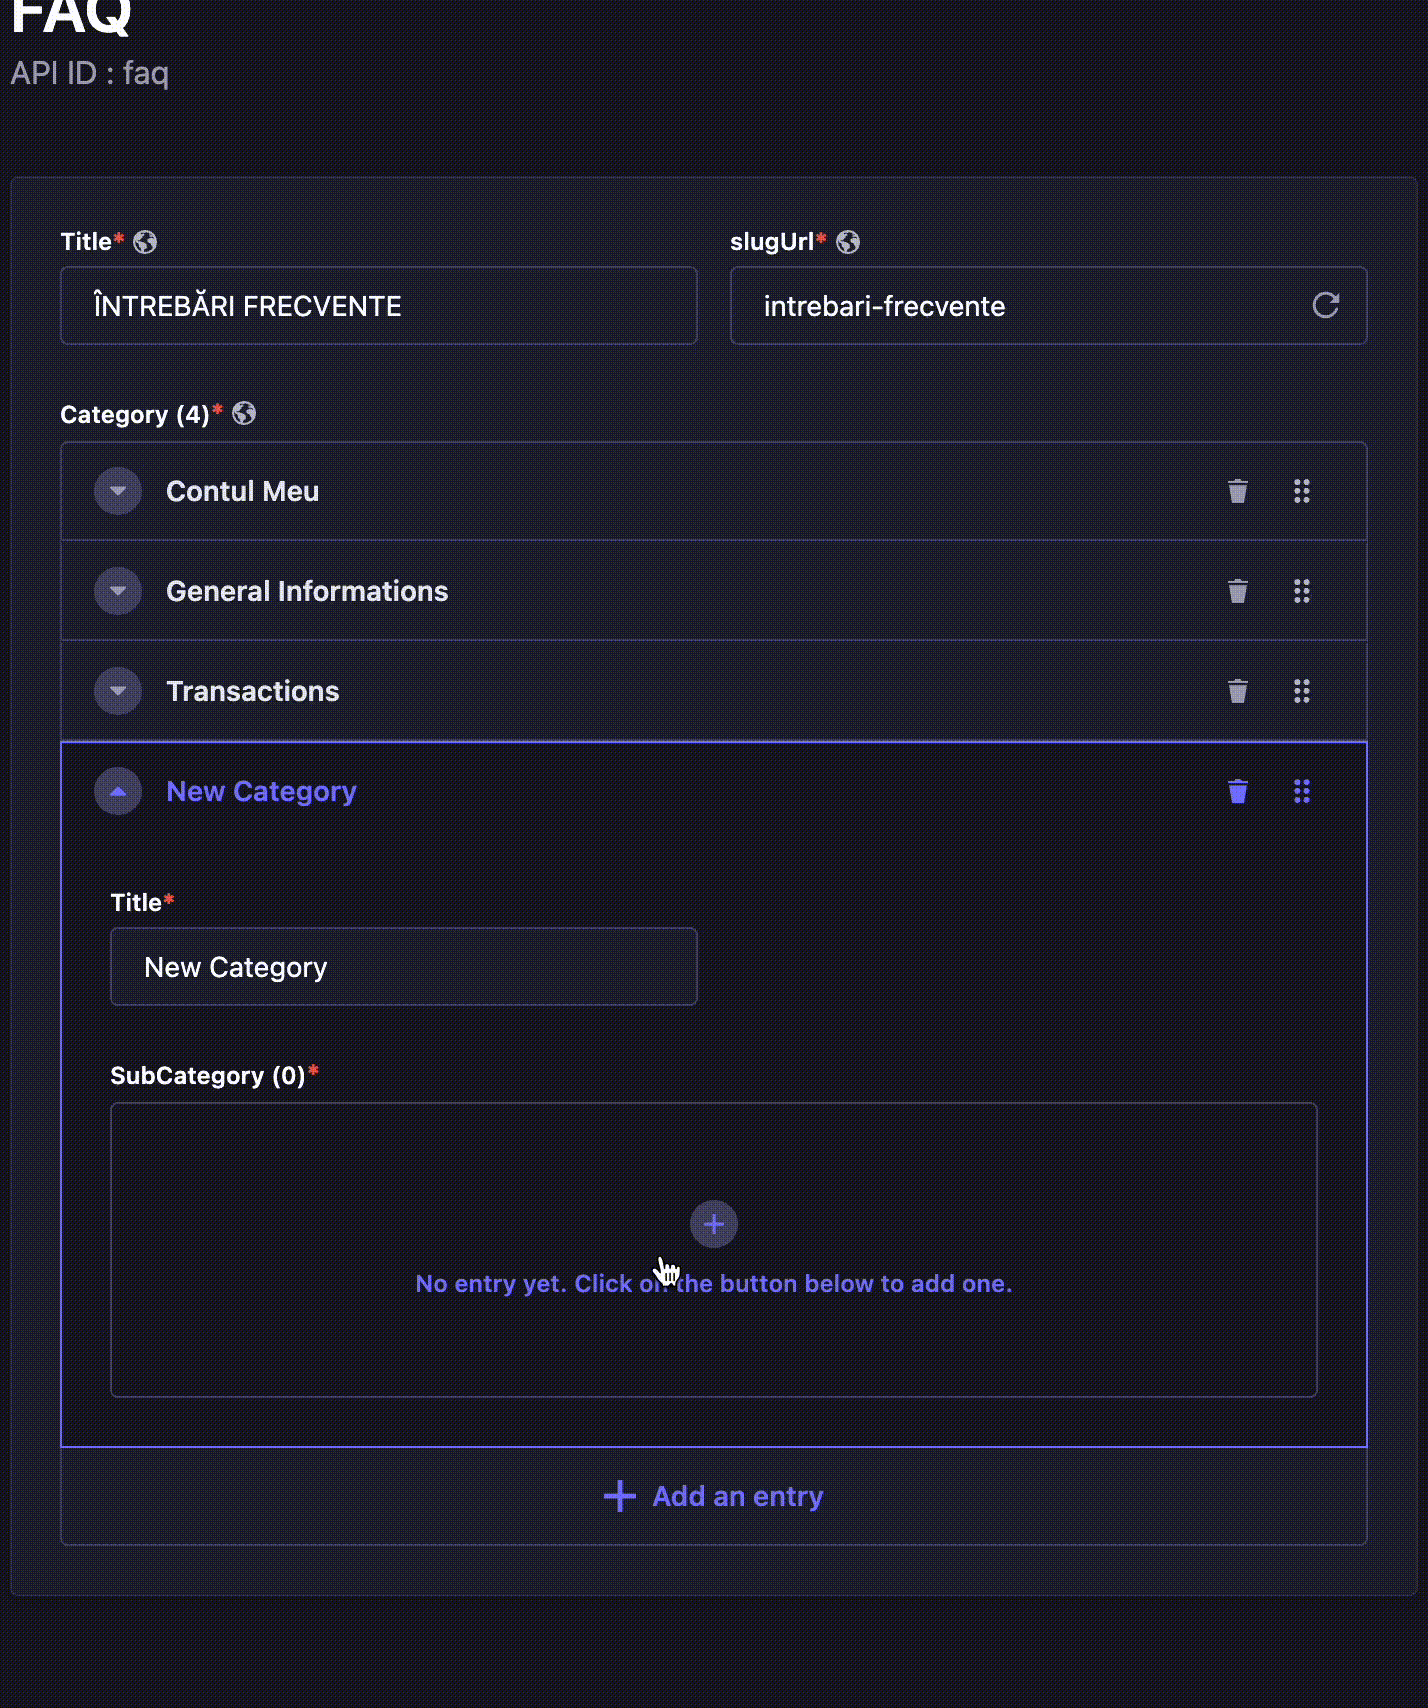 FAQ
API ID : faq
Title*
slugUrl*
ÎNTREBĂRI FRECVENTE
intrebari-frecvente
Category (4)*
Contul Meu
General Informations
Transactions
New Category
Title*
New Category
SubCategory (0)*
No entry yet. Click on the button below to add one.
Add an entry